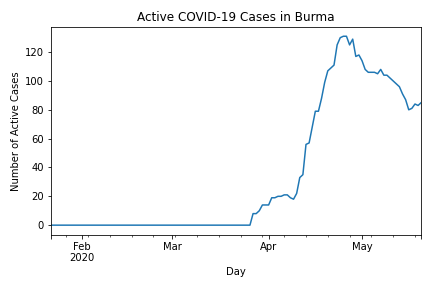 Active COVID-19 Cases in Burma
Number of Active Cases
120
100
80
60
40
20
0
Feb
2020
Mar
Apr
May
Day